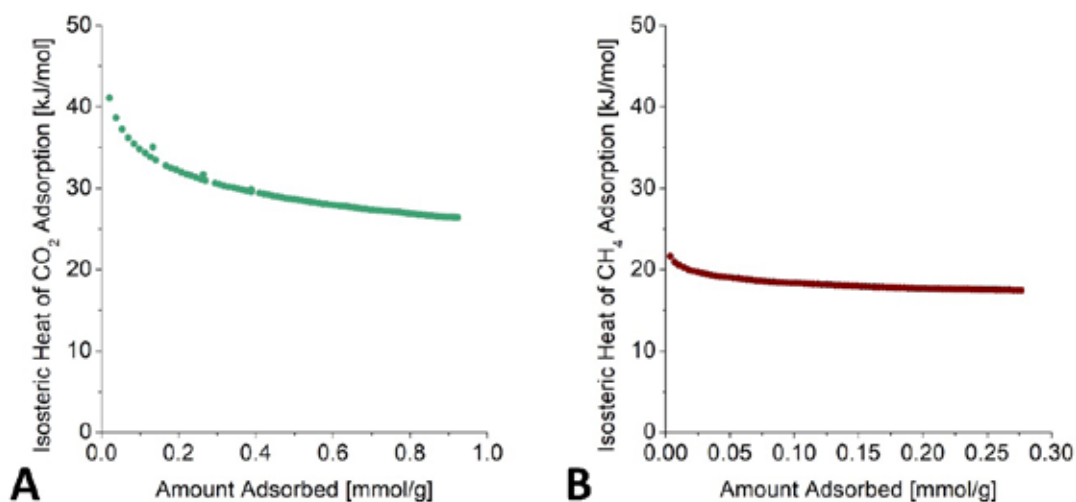 Isosteric Heat of CO₂ Adsorption [kJ/mol]
50
40
30
20
10
0
0.0 0.2 0.4 0.6 0.8 1.0
Amount Adsorbed [mmol/g]
A
Isosteric Heat of CH₄ Adsorption [kJ/mol]
50
40
30
20
10
0
0.00 0.05 0.10 0.15 0.20 0.25 0.30
Amount Adsorbed [mmol/g]
B